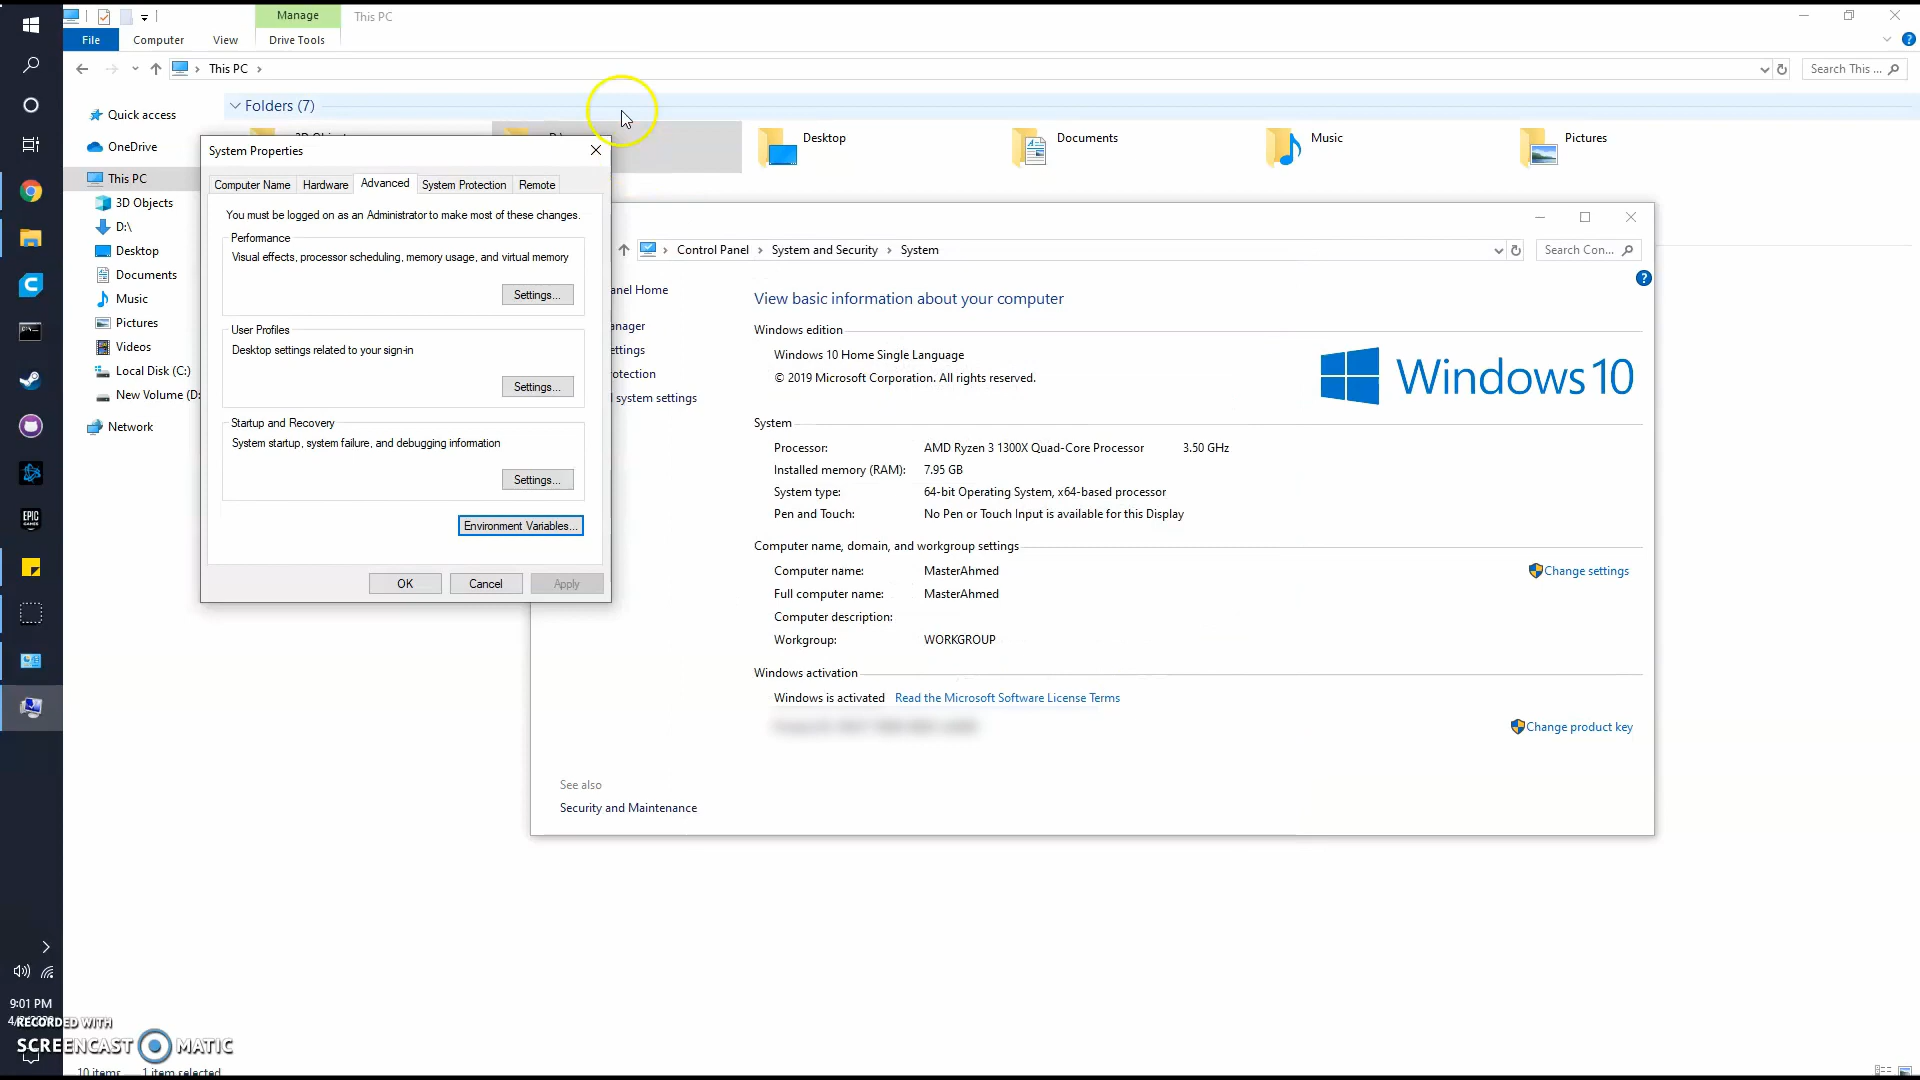 Manage
This PC
File
Computer
View
Drive Tools
This PC
Search This ...
Quick access
OneDrive
This PC
3D Objects
D:\
Desktop
Documents
Music
Pictures
Videos
Local Disk (C:)
New Volume (D:
Network
Folders (7)
Desktop
Documents
Music
Pictures
System Properties
Computer Name
Hardware
Advanced
System Protection
Remote
You must be logged on as an Administrator to make most of these changes.
Performance
Visual effects, processor scheduling, memory usage, and virtual memory
Settings...
User Profiles
Desktop settings related to your sign-in
Settings...
Startup and Recovery
System startup, system failure, and debugging information
Settings...
Environment Variables...
OK
Cancel
Apply
Control Panel
System and Security
System
Search Con...
anel Home
anager
ettings
otection
system settings
View basic information about your computer
Windows edition
Windows 10 Home Single Language
© 2019 Microsoft Corporation. All rights reserved.
Windows 10
System
Processor: AMD Ryzen 3 1300X Quad-Core Processor 3.50 GHz
Installed memory (RAM): 7.95 GB
System type: 64-bit Operating System, x64-based processor
Pen and Touch: No Pen or Touch Input is available for this Display
Computer name, domain, and workgroup settings
Computer name: MasterAhmed
Change settings
Full computer name: MasterAhmed
Computer description:
Workgroup: WORKGROUP
Windows activation
Windows is activated Read the Microsoft Software License Terms
Change product key
See also
Security and Maintenance
EPIC
GAMES
9:01 PM
RECORDED WITH
SCREENCAST MATIC
10 items 1 item selected